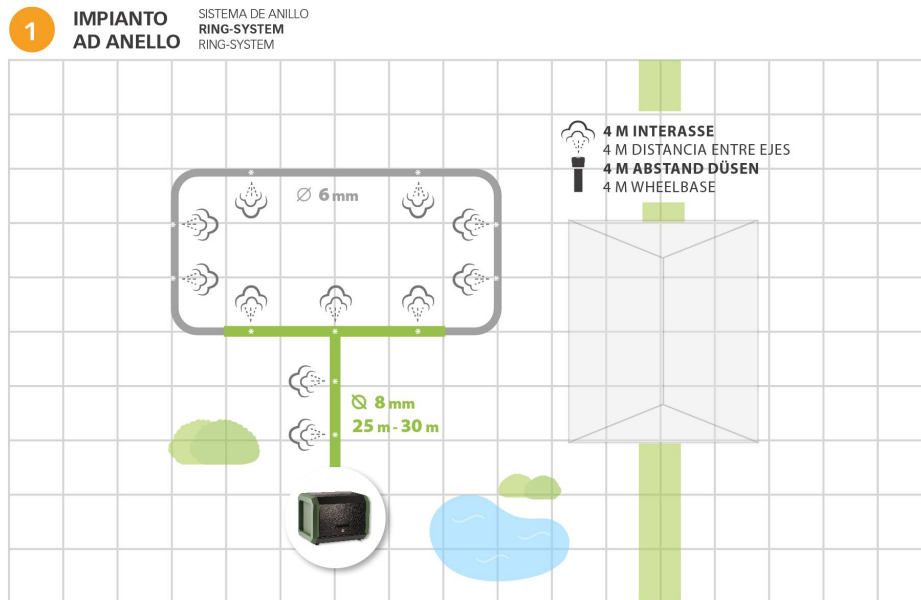 1
IMPIANTO
AD ANELLO
SISTEMA DE ANILLO
RING-SYSTEM
RING-SYSTEM
4 M INTERASSE
4 M DISTANCIA ENTRE EJES
4 M ABSTAND DÜSEN
4 M WHEELBASE
Ø 6 mm
Ø 8 mm
25 m - 30 m